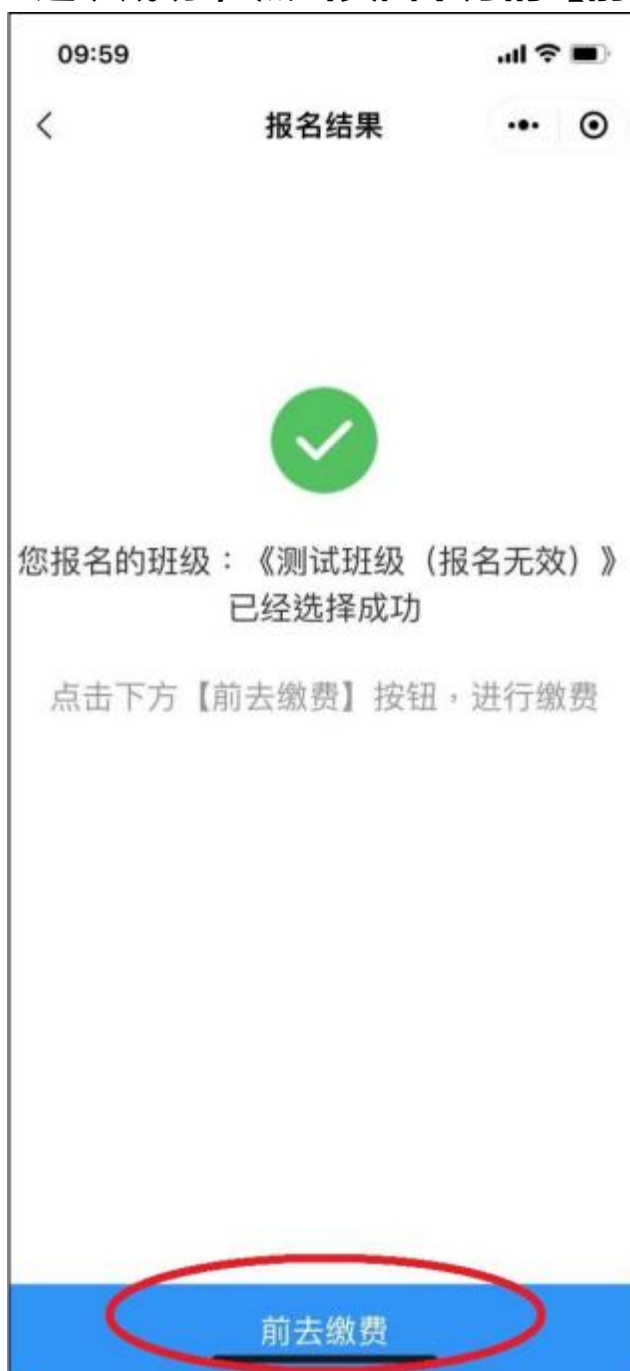 09:59
报名结果
您报名的班级：《测试班级（报名无效）》
已经选择成功
点击下方【前去缴费】按钮，进行缴费
前去缴费